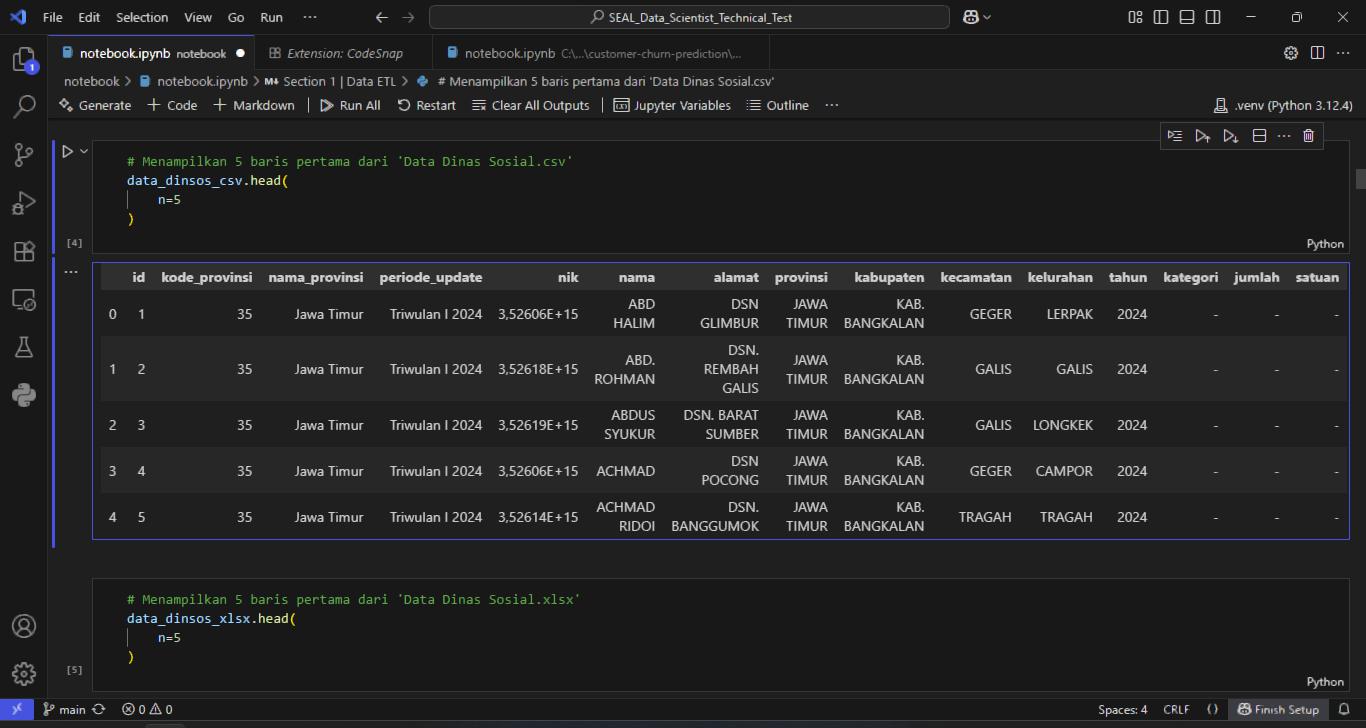 File Edit Selection View Go Run ···
SEAL_Data_Scientist_Technical_Test
notebook.ipynb notebook
Extension: CodeSnap
notebook.ipynb C:\...\customer-churn-prediction\...
1
notebook > notebook.ipynb > M↓ Section 1 | Data ETL > # Menampilkan 5 baris pertama dari 'Data Dinas Sosial.csv'
Generate + Code + Markdown | Run All Restart Clear All Outputs | Jupyter Variables Outline ···
.venv (Python 3.12.4)
# Menampilkan 5 baris pertama dari 'Data Dinas Sosial.csv'
data_dinsos_csv.head(
n=5
)
[4]
Python
id kode_provinsi nama_provinsi periode_update nik nama alamat provinsi kabupaten kecamatan kelurahan tahun kategori jumlah satuan
0 1 35 Jawa Timur Triwulan I 2024 3,52606E+15 ABD HALIM DSN GLIMBUR JAWA TIMUR KAB. BANGKALAN GEGER LERPAK 2024 - - -
1 2 35 Jawa Timur Triwulan I 2024 3,52618E+15 ABD. ROHMAN DSN. REMBAH GALIS JAWA TIMUR KAB. BANGKALAN GALIS GALIS 2024 - - -
2 3 35 Jawa Timur Triwulan I 2024 3,52619E+15 ABDUS SYUKUR DSN. BARAT SUMBER JAWA TIMUR KAB. BANGKALAN GALIS LONGKEK 2024 - - -
3 4 35 Jawa Timur Triwulan I 2024 3,52606E+15 ACHMAD DSN POCONG JAWA TIMUR KAB. BANGKALAN GEGER CAMPOR 2024 - - -
4 5 35 Jawa Timur Triwulan I 2024 3,52614E+15 ACHMAD RIDOI DSN. BANGGUMOK JAWA TIMUR KAB. BANGKALAN TRAGAH TRAGAH 2024 - - -
# Menampilkan 5 baris pertama dari 'Data Dinas Sosial.xlsx'
data_dinsos_xlsx.head(
n=5
)
[5]
Python
main 0 0
Spaces: 4 CRLF {} Finish Setup